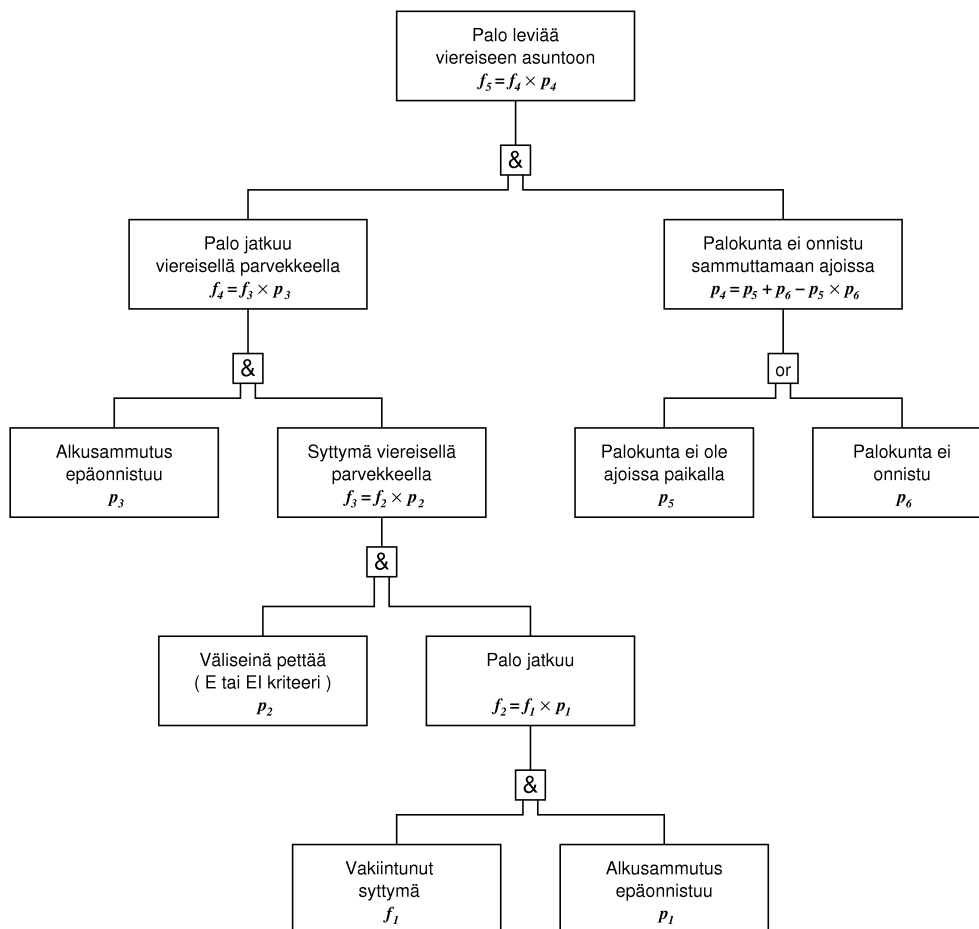 Palo leviää
viereiseen asuntoon
f5 = f4 × p4
&
Palo jatkuu
viereisellä parvekkeella
f4 = f3 × p3
Palokunta ei onnistu
sammuttamaan ajoissa
p4 = p5 + p6 − p5 × p6
&
or
Alkusammutus
epäonnistuu
p3
Syttymä viereisellä
parvekkeella
f3 = f2 × p2
Palokunta ei ole
ajoissa paikalla
p5
Palokunta ei
onnistu
p6
&
Väliseinä pettää
( E tai EI kriteeri )
p2
Palo jatkuu
f2 = f1 × p1
&
Vakiintunut
syttymä
f1
Alkusammutus
epäonnistuu
p1